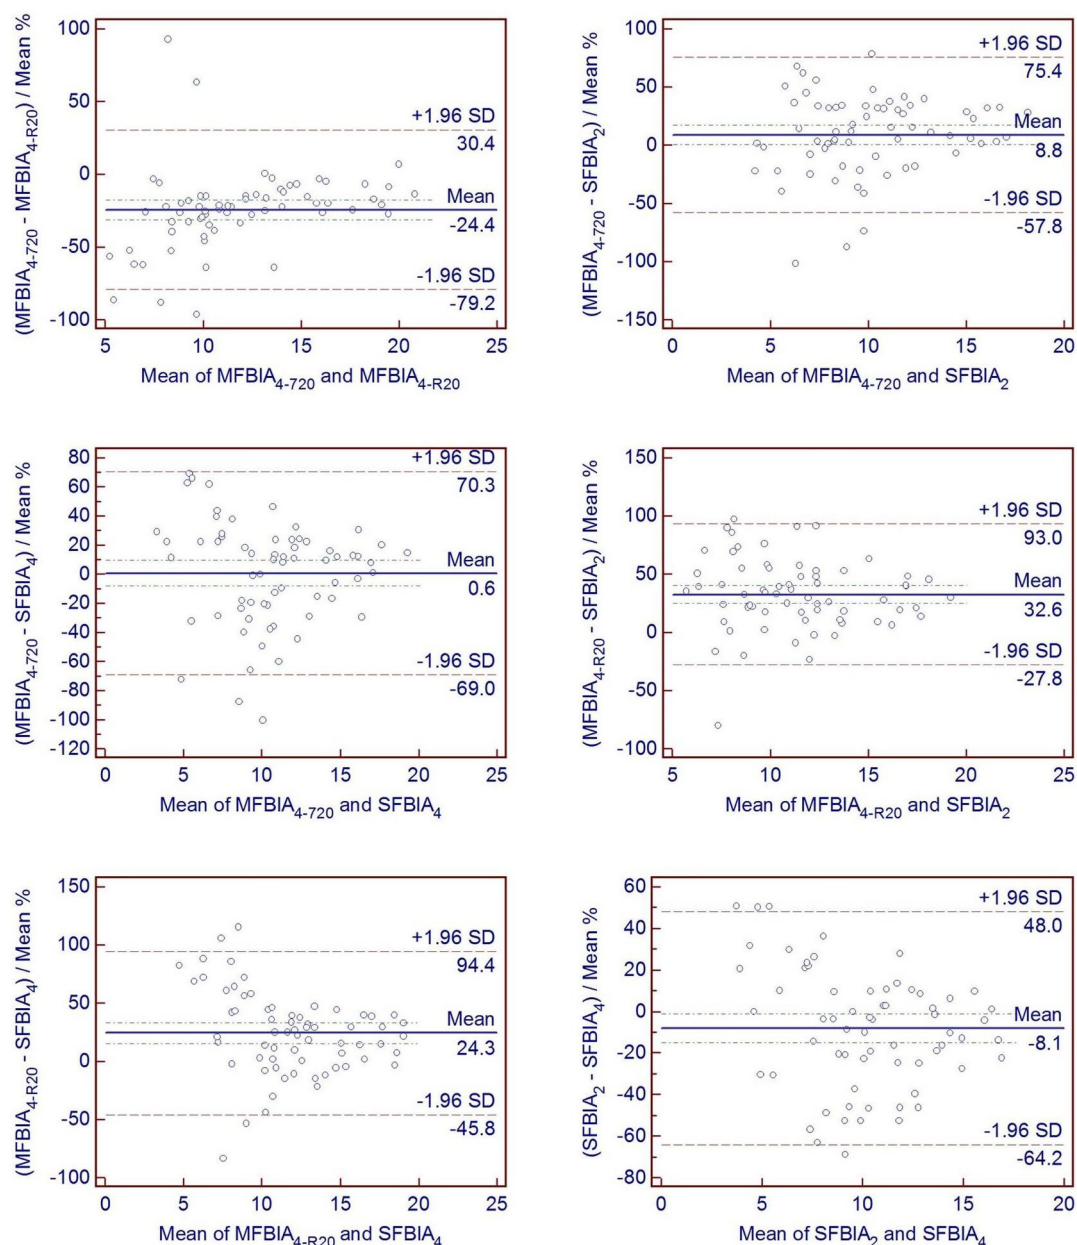 (MFBIA4-720 - MFBIA4-R20) / Mean %
100
50
0
-50
-100
+1.96 SD
30.4
Mean
-24.4
-1.96 SD
-79.2
5 10 15 20 25
Mean of MFBIA4-720 and MFBIA4-R20
(MFBIA4-720 - SFBIA2) / Mean %
100
50
0
-50
-100
-150
+1.96 SD
75.4
Mean
8.8
-1.96 SD
-57.8
0 5 10 15 20
Mean of MFBIA4-720 and SFBIA2
(MFBIA4-720 - SFBIA4) / Mean %
80
60
40
20
0
-20
-40
-60
-80
-100
-120
+1.96 SD
70.3
Mean
0.6
-1.96 SD
-69.0
0 5 10 15 20 25
Mean of MFBIA4-720 and SFBIA4
(MFBIA4-R20 - SFBIA2) / Mean %
150
100
50
0
-50
-100
+1.96 SD
93.0
Mean
32.6
-1.96 SD
-27.8
5 10 15 20 25
Mean of MFBIA4-R20 and SFBIA2
(MFBIA4-R20 - SFBIA4) / Mean %
150
100
50
0
-50
-100
+1.96 SD
94.4
Mean
24.3
-1.96 SD
-45.8
0 5 10 15 20 25
Mean of MFBIA4-R20 and SFBIA4
(SFBIA2 - SFBIA4) / Mean %
60
40
20
0
-20
-40
-60
-80
+1.96 SD
48.0
Mean
-8.1
-1.96 SD
-64.2
0 5 10 15 20
Mean of SFBIA2 and SFBIA4